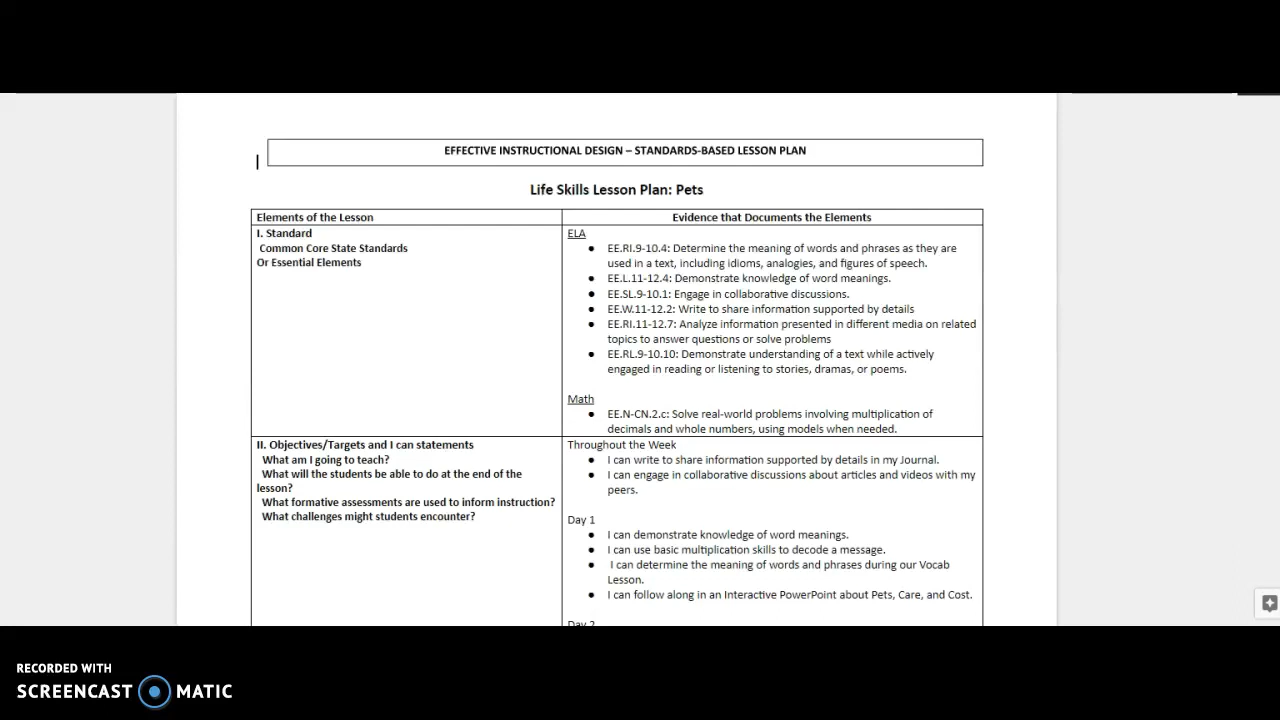 EFFECTIVE INSTRUCTIONAL DESIGN – STANDARDS-BASED LESSON PLAN
Life Skills Lesson Plan: Pets
Elements of the Lesson
Evidence that Documents the Elements
I. Standard
Common Core State Standards
Or Essential Elements
ELA
● EE.RI.9-10.4: Determine the meaning of words and phrases as they are
used in a text, including idioms, analogies, and figures of speech.
● EE.L.11-12.4: Demonstrate knowledge of word meanings.
● EE.SL.9-10.1: Engage in collaborative discussions.
● EE.W.11-12.2: Write to share information supported by details
● EE.RI.11-12.7: Analyze information presented in different media on related
topics to answer questions or solve problems
● EE.RL.9-10.10: Demonstrate understanding of a text while actively
engaged in reading or listening to stories, dramas, or poems.
Math
● EE.N-CN.2.c: Solve real-world problems involving multiplication of
decimals and whole numbers, using models when needed.
II. Objectives/Targets and I can statements
What am I going to teach?
What will the students be able to do at the end of the
lesson?
What formative assessments are used to inform instruction?
What challenges might students encounter?
Throughout the Week
● I can write to share information supported by details in my Journal.
● I can engage in collaborative discussions about articles and videos with my
peers.
Day 1
● I can demonstrate knowledge of word meanings.
● I can use basic multiplication skills to decode a message.
● I can determine the meaning of words and phrases during our Vocab
Lesson.
● I can follow along in an Interactive PowerPoint about Pets, Care, and Cost.
Day 2
RECORDED WITH
SCREENCAST MATIC